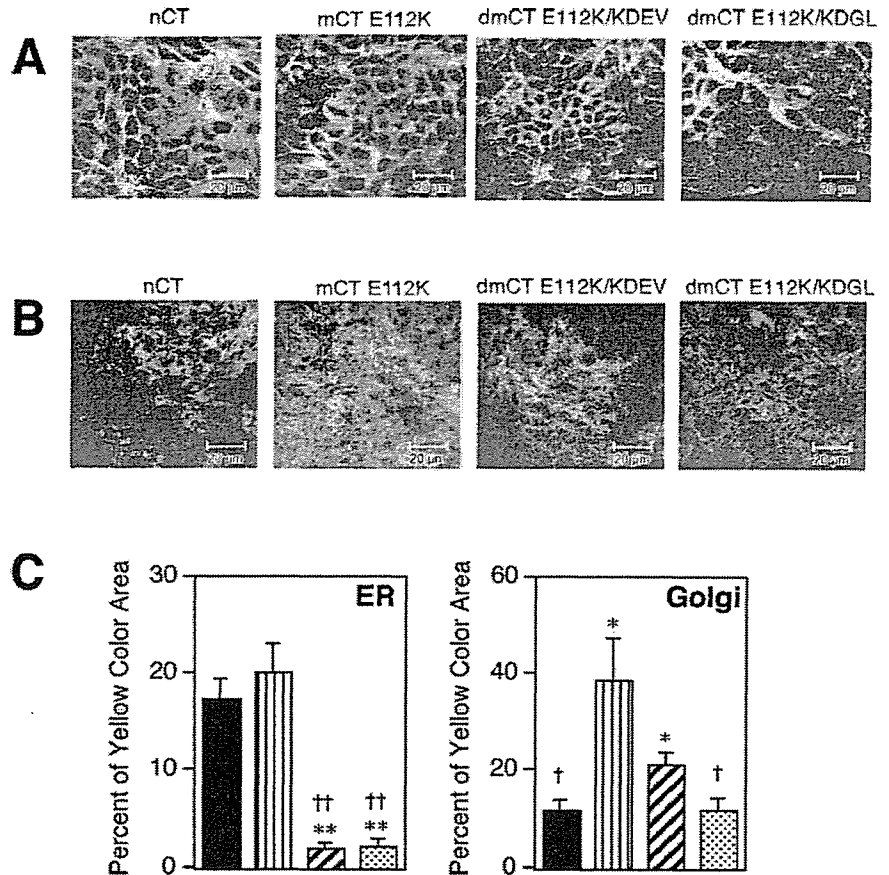 A
nCT
mCT E112K
dmCT E112K/KDEV
dmCT E112K/KDGL
20 µm
20 µm
20 µm
20 µm
B
nCT
mCT E112K
dmCT E112K/KDEV
dmCT E112K/KDGL
20 µm
20 µm
20 µm
20 µm
C
Percent of Yellow Color Area
30
20
10
0
ER
††
**
††
**
Percent of Yellow Color Area
60
40
20
0
Golgi
†
*
*
†